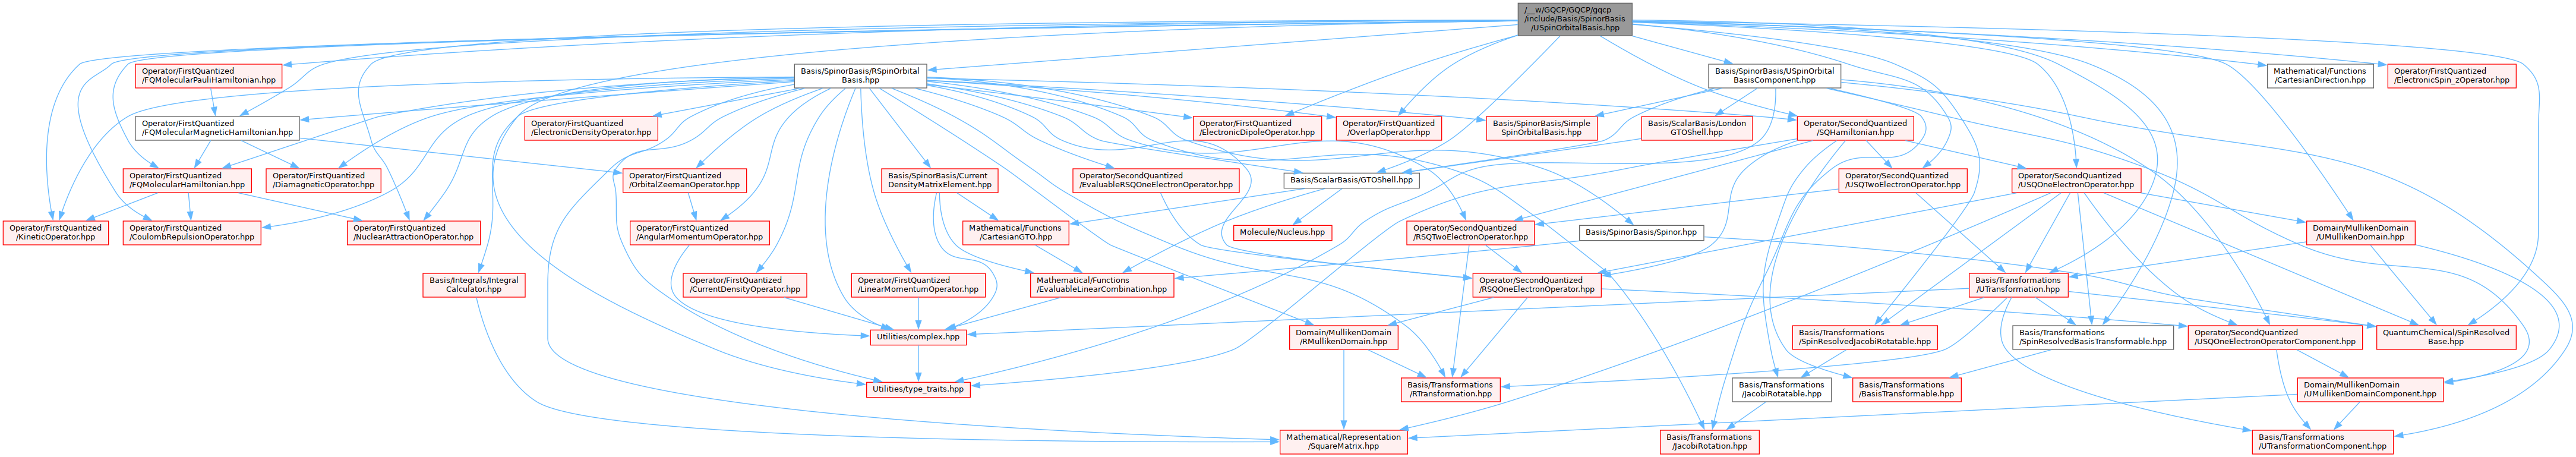 /__w/GQCP/GQCP/gqcp
/include/Basis/SpinorBasis
/USpinOrbitalBasis.hpp
Operator/FirstQuantized
/FQMolecularPauliHamiltonian.hpp
Basis/SpinorBasis/RSpinOrbital
Basis.hpp
Basis/SpinorBasis/USpinOrbital
BasisComponent.hpp
Mathematical/Functions
/CartesianDirection.hpp
Operator/FirstQuantized
/ElectronicSpin_zOperator.hpp
Operator/FirstQuantized
/FQMolecularMagneticHamiltonian.hpp
Operator/FirstQuantized
/ElectronicDensityOperator.hpp
Operator/FirstQuantized
/ElectronicDipoleOperator.hpp
Operator/FirstQuantized
/OverlapOperator.hpp
Basis/SpinorBasis/Simple
SpinOrbitalBasis.hpp
Basis/ScalarBasis/London
GTOShell.hpp
Operator/SecondQuantized
/SQHamiltonian.hpp
Operator/FirstQuantized
/FQMolecularHamiltonian.hpp
Operator/FirstQuantized
/DiamagneticOperator.hpp
Operator/FirstQuantized
/OrbitalZeemanOperator.hpp
Basis/SpinorBasis/Current
DensityMatrixElement.hpp
Operator/SecondQuantized
/EvaluableRSQOneElectronOperator.hpp
Basis/ScalarBasis/GTOShell.hpp
Operator/SecondQuantized
/USQTwoElectronOperator.hpp
Operator/SecondQuantized
/USQOneElectronOperator.hpp
Operator/FirstQuantized
/KineticOperator.hpp
Operator/FirstQuantized
/CoulombRepulsionOperator.hpp
Operator/FirstQuantized
/NuclearAttractionOperator.hpp
Operator/FirstQuantized
/AngularMomentumOperator.hpp
Mathematical/Functions
/CartesianGTO.hpp
Molecule/Nucleus.hpp
Operator/SecondQuantized
/RSQTwoElectronOperator.hpp
Basis/SpinorBasis/Spinor.hpp
Domain/MullikenDomain
/UMullikenDomain.hpp
Basis/Integrals/Integral
Calculator.hpp
Operator/FirstQuantized
/CurrentDensityOperator.hpp
Operator/FirstQuantized
/LinearMomentumOperator.hpp
Mathematical/Functions
/EvaluableLinearCombination.hpp
Operator/SecondQuantized
/RSQOneElectronOperator.hpp
Basis/Transformations
/UTransformation.hpp
Utilities/complex.hpp
Domain/MullikenDomain
/RMullikenDomain.hpp
Basis/Transformations
/SpinResolvedJacobiRotatable.hpp
Basis/Transformations
/SpinResolvedBasisTransformable.hpp
Operator/SecondQuantized
/USQOneElectronOperatorComponent.hpp
QuantumChemical/SpinResolved
Base.hpp
Utilities/type_traits.hpp
Basis/Transformations
/RTransformation.hpp
Basis/Transformations
/JacobiRotatable.hpp
Basis/Transformations
/BasisTransformable.hpp
Domain/MullikenDomain
/UMullikenDomainComponent.hpp
Mathematical/Representation
/SquareMatrix.hpp
Basis/Transformations
/JacobiRotation.hpp
Basis/Transformations
/UTransformationComponent.hpp